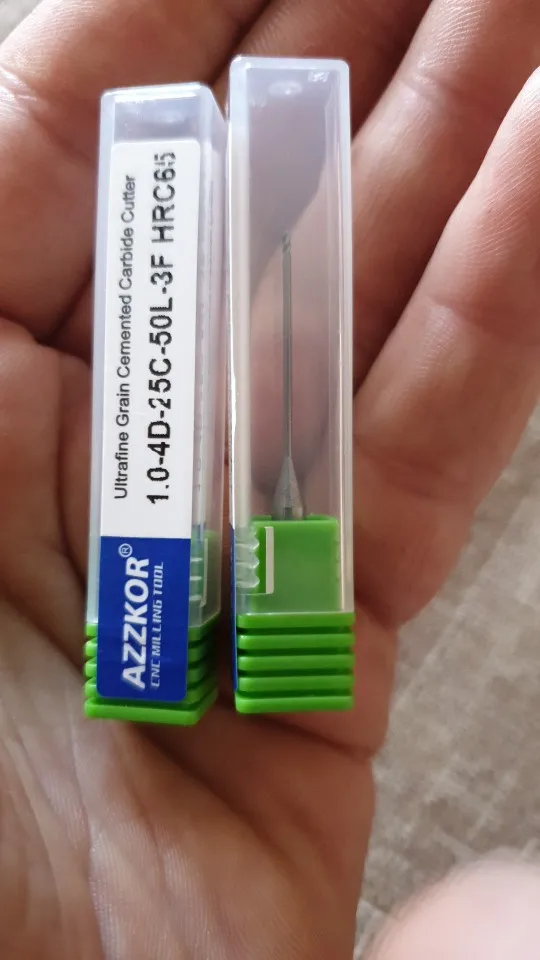 Ultrafine Grain Cemented Carbide Cutter
1.0-4D-25C-50L-3F HRC65
AZZKOR®
CNC MILLING TOOL